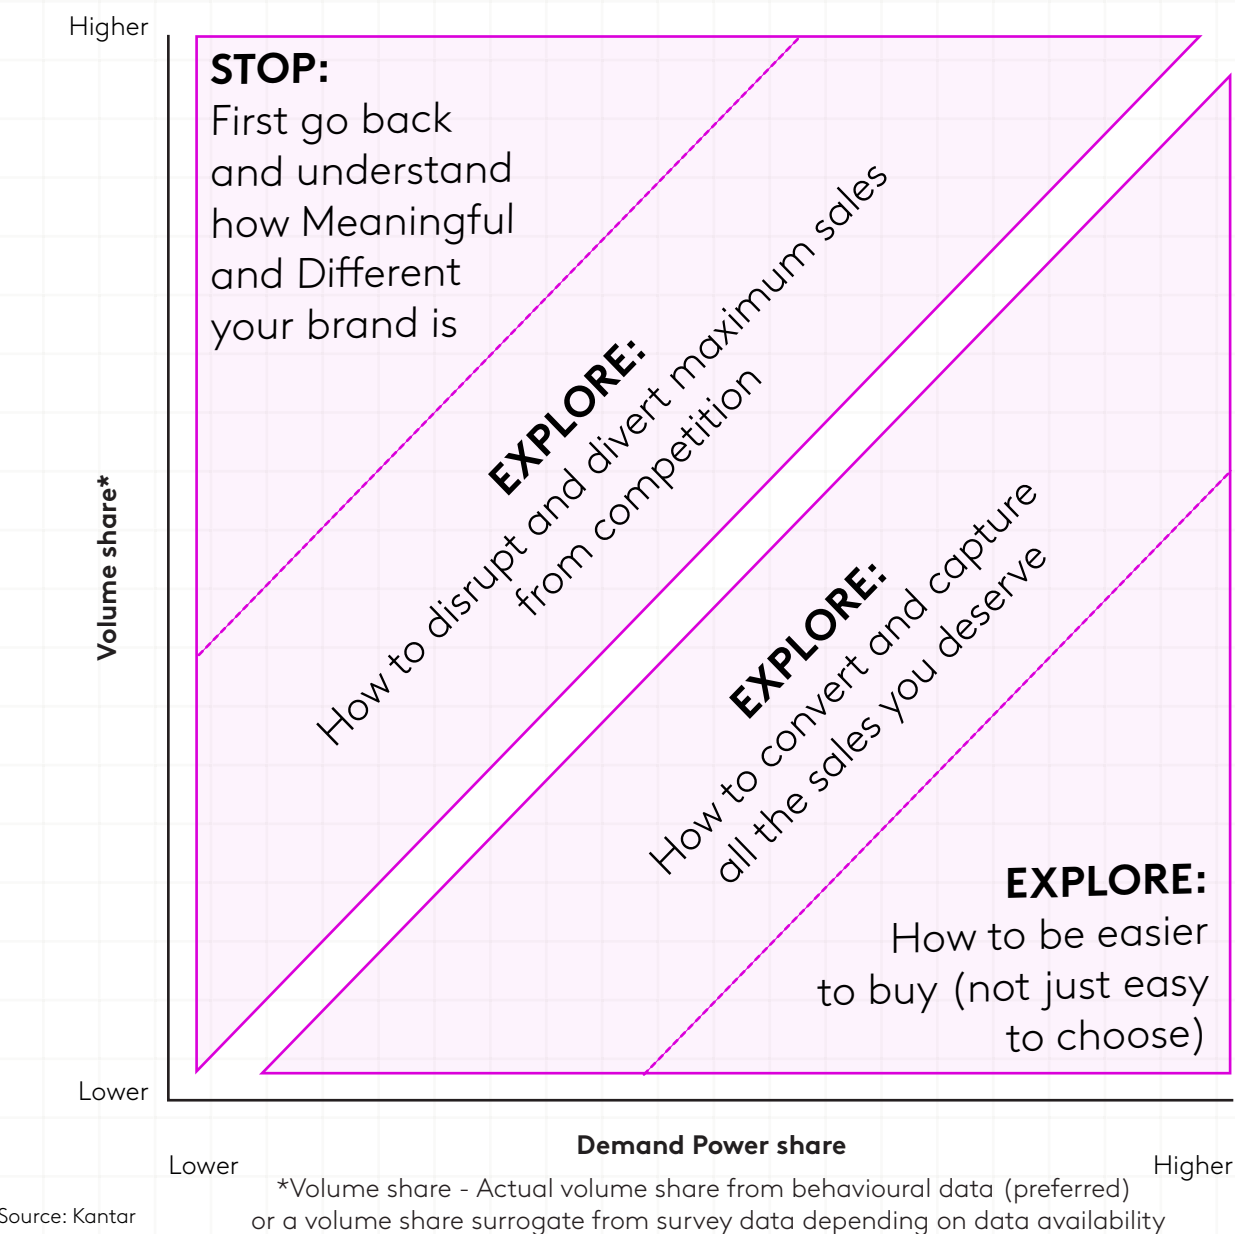 Higher
STOP:
First go back
and understand
how Meaningful
and Different
your brand is
EXPLORE:
How to disrupt and divert maximum sales
from competition
Volume share*
EXPLORE:
How to convert and capture
all the sales you deserve
EXPLORE:
How to be easier
to buy (not just easy
to choose)
Lower
Demand Power share
Lower
Higher
*Volume share - Actual volume share from behavioural data (preferred)
or a volume share surrogate from survey data depending on data availability
Source: Kantar